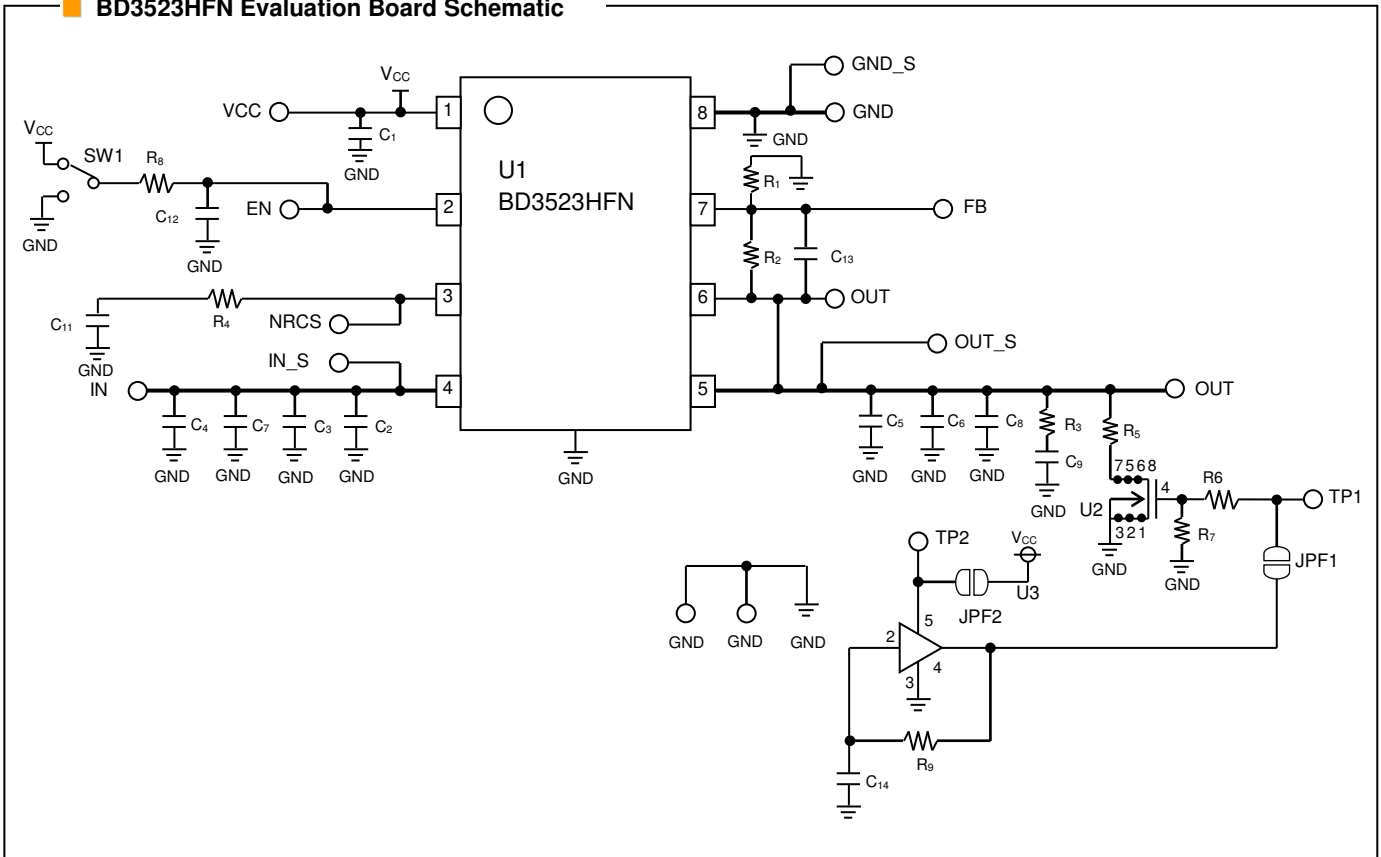 BD3523HFN Evaluation Board Schematic
GND_S
VCC
VCC
1
8
GND
C1
GND
GND
VCC
SW1
R8
U1
BD3523HFN
R1
EN
2
7
FB
C12
GND
GND
R2
C13
3
6
OUT
C11
R4
NRCS
GND
IN_S
OUT_S
IN
4
5
OUT
C4
C7
C3
C2
C5
C6
C8
R3
R5
GND
GND
GND
GND
GND
GND
GND
GND
C9
GND
7568
4
R6
TP1
U2
321
R7
GND
GND
TP2
VCC
JPF1
U3
JPF2
GND
GND
GND
2
5
4
3
R9
C14